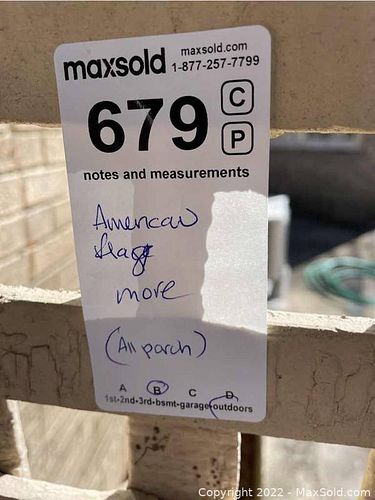 maxsold
maxsold.com
1-877-257-7799
679
C
P
notes and measurements
American
flag
more
(All porch)
A B C D
1st-2nd-3rd-bsmt-garage-outdoors
Copyright 2022 - MaxSold.com